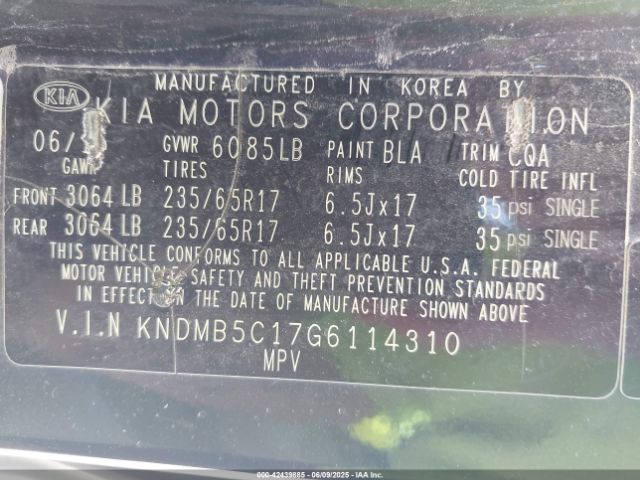 MANUFACTURED IN KOREA BY
KIA KIA MOTORS CORPORATION
06/ GVWR 6085LB PAINT BLA TRIM CQA
GAWR TIRES RIMS COLD TIRE INFL
FRONT 3064 LB 235/65R17 6.5Jx17 35 psi SINGLE
REAR 3064 LB 235/65R17 6.5Jx17 35 psi SINGLE
THIS VEHICLE CONFORMS TO ALL APPLICABLE U.S.A. FEDERAL
MOTOR VEHICLE SAFETY AND THEFT PREVENTION STANDARDS
IN EFFECT ON THE DATE OF MANUFACTURE SHOWN ABOVE
V.I.N KNDMB5C17G6114310
MPV
000-42439885 - 06/09/2025 - IAA Inc.